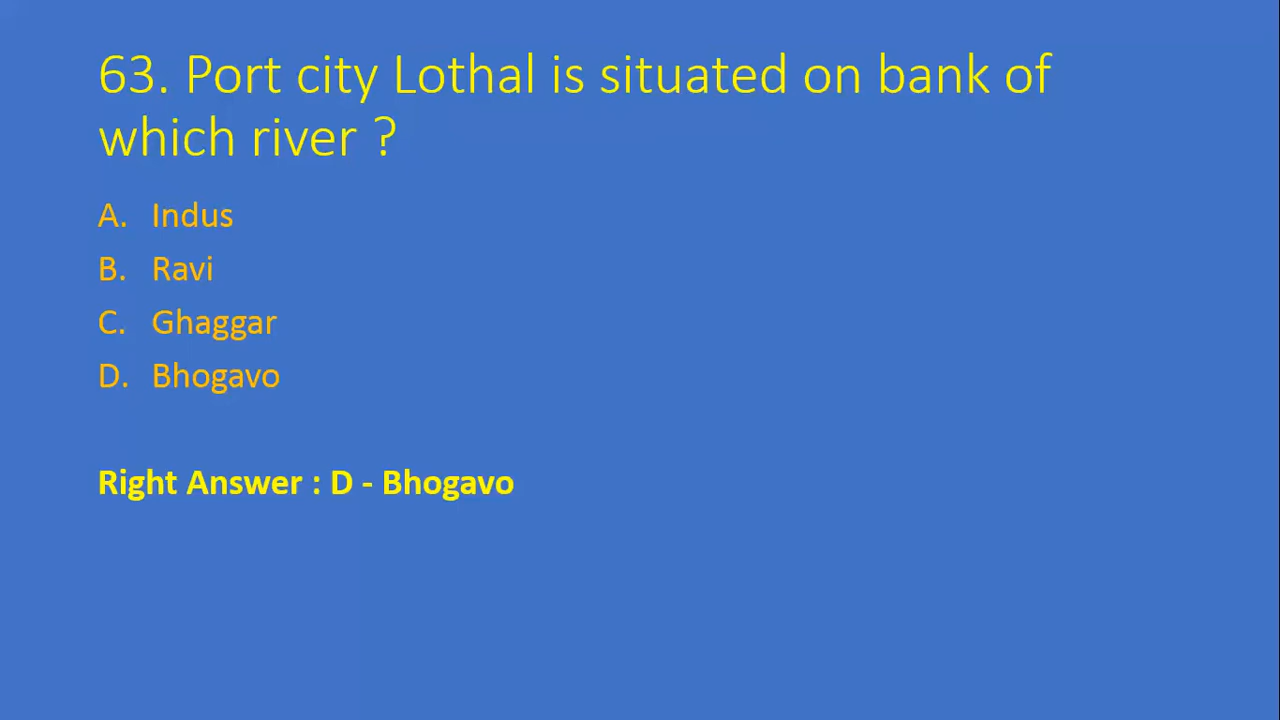 63. Port city Lothal is situated on bank of
which river ?
A. Indus
B. Ravi
C. Ghaggar
D. Bhogavo
Right Answer : D - Bhogavo